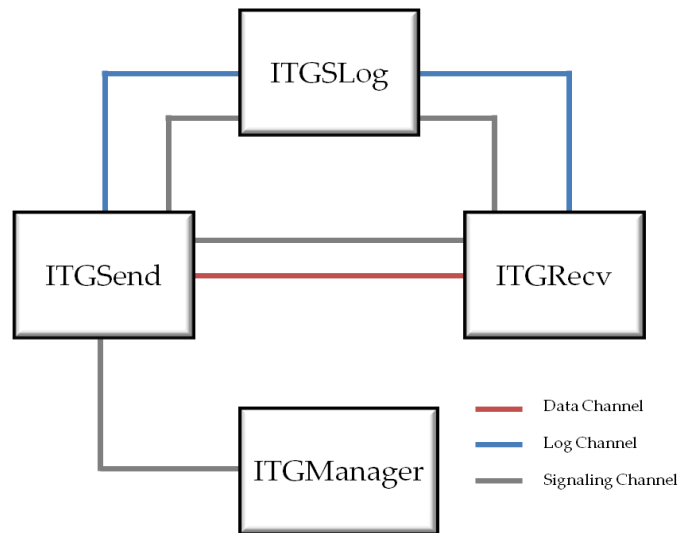 ITGSLog
ITGSend
ITGRecv
ITGManager
Data Channel
Log Channel
Signaling Channel